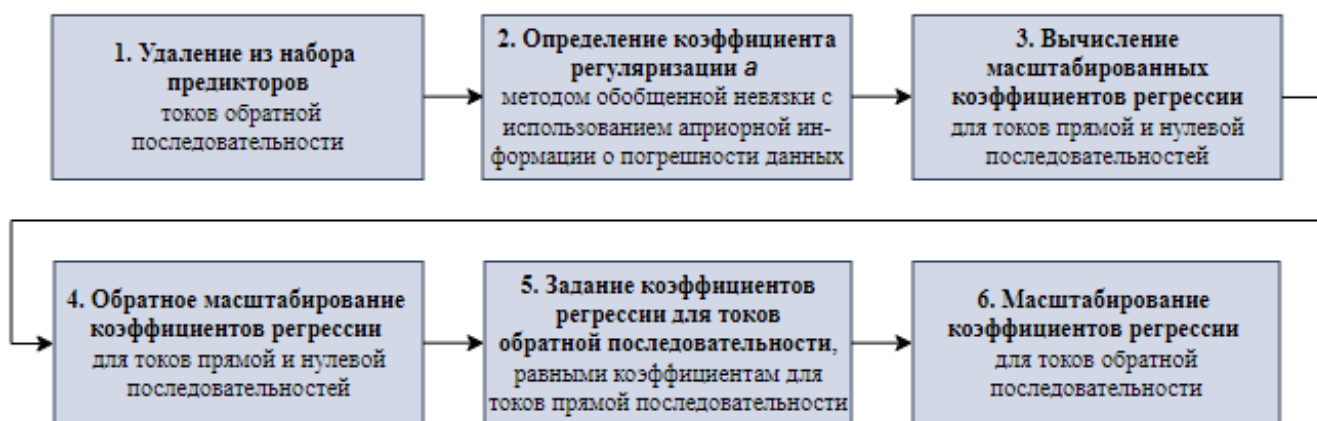 1. Удаление из набора
предикторов
токов обратной
последовательности
2. Определение коэффициента
регуляризации a
методом обобщенной невязки с
использованием априорной ин-
формации о погрешности данных
3. Вычисление
масштабированных
коэффициентов регрессии
для токов прямой и нулевой
последовательностей
4. Обратное масштабирование
коэффициентов регрессии
для токов прямой и нулевой
последовательностей
5. Задание коэффициентов
регрессии для токов
обратной последовательности,
равными коэффициентам для
токов прямой последовательности
6. Масштабирование
коэффициентов регрессии
для токов обратной
последовательности